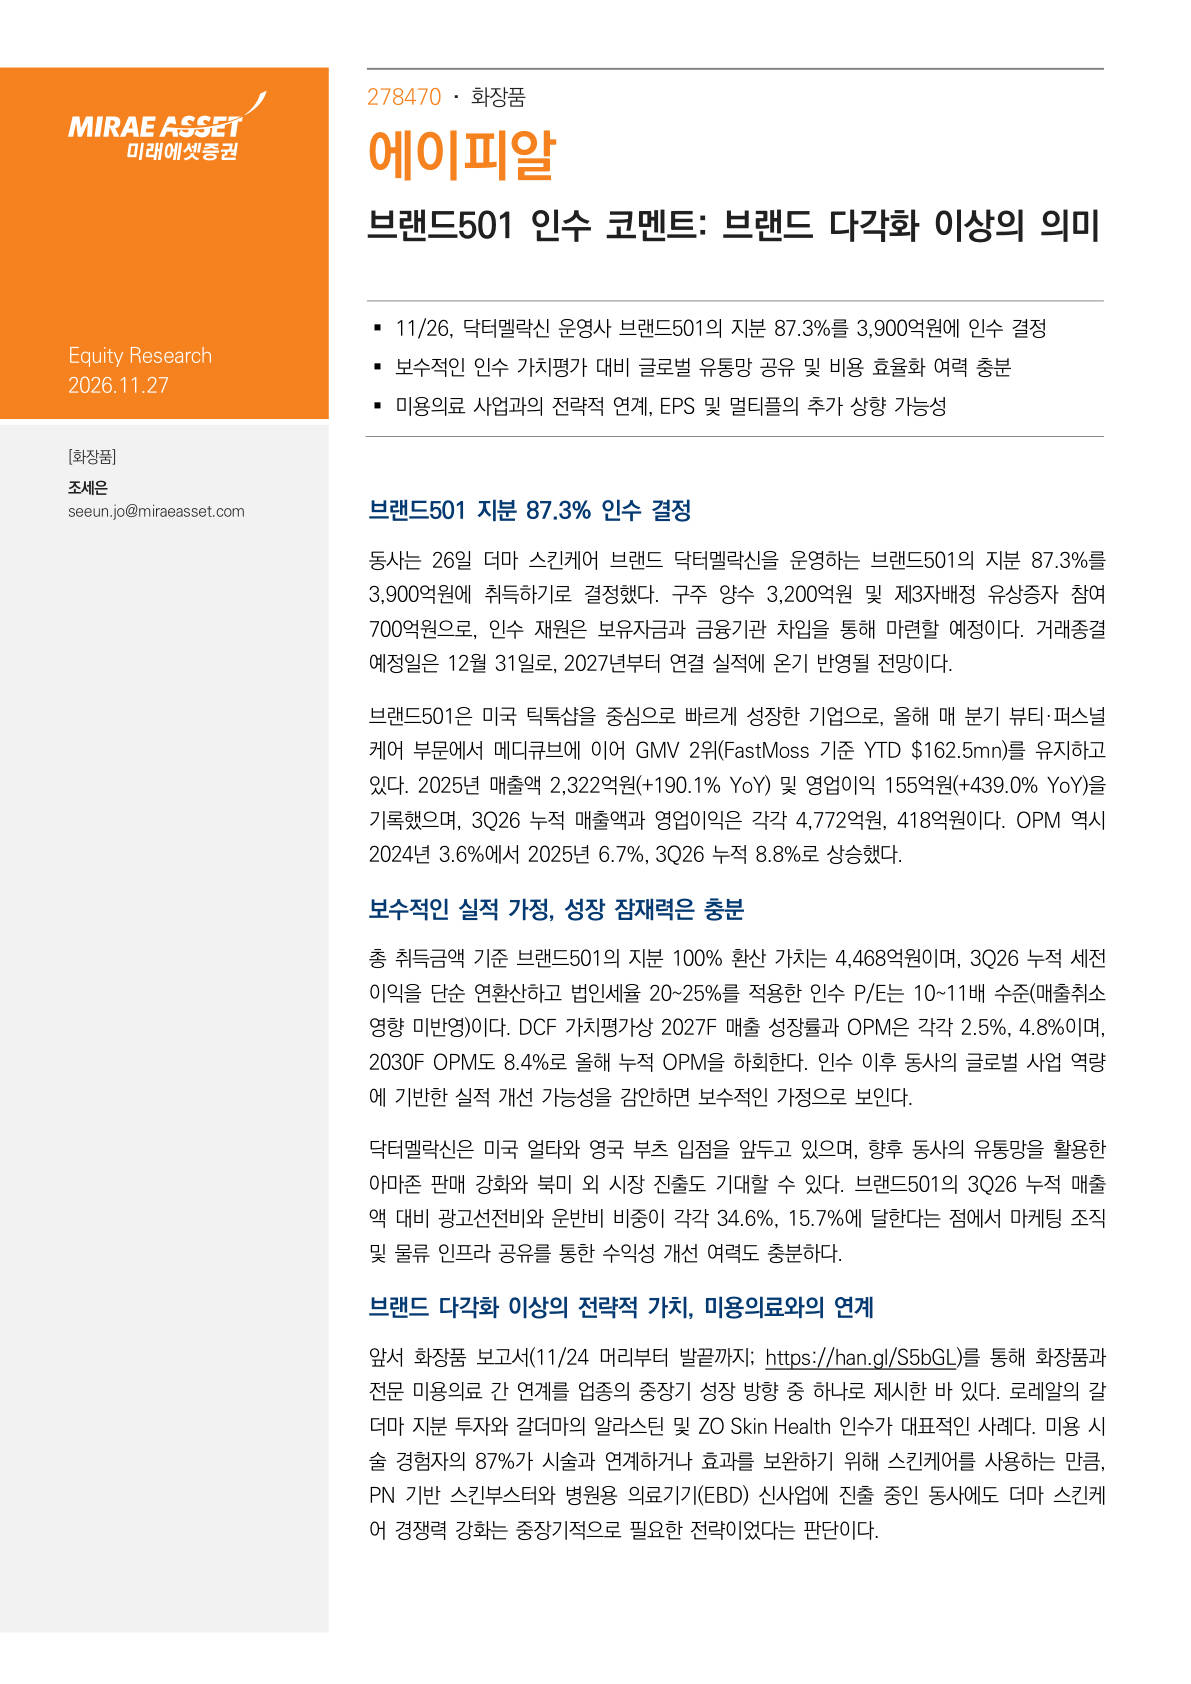 MIRAE ASSET
미래에셋증권
Equity Research
2026.11.27
[화장품]
조세은
seeun.jo@miraeasset.com
278470 · 화장품
에이피알
브랜드501 인수 코멘트: 브랜드 다각화 이상의 의미
▪ 11/26, 닥터멜락신 운영사 브랜드501의 지분 87.3%를 3,900억원에 인수 결정
▪ 보수적인 인수 가치평가 대비 글로벌 유통망 공유 및 비용 효율화 여력 충분
▪ 미용의료 사업과의 전략적 연계, EPS 및 멀티플의 추가 상향 가능성
브랜드501 지분 87.3% 인수 결정
동사는 26일 더마 스킨케어 브랜드 닥터멜락신을 운영하는 브랜드501의 지분 87.3%를
3,900억원에 취득하기로 결정했다. 구주 양수 3,200억원 및 제3자배정 유상증자 참여
700억원으로, 인수 재원은 보유자금과 금융기관 차입을 통해 마련할 예정이다. 거래종결
예정일은 12월 31일로, 2027년부터 연결 실적에 온기 반영될 전망이다.
브랜드501은 미국 틱톡샵을 중심으로 빠르게 성장한 기업으로, 올해 매 분기 뷰티·퍼스널
케어 부문에서 메디큐브에 이어 GMV 2위(FastMoss 기준 YTD $162.5mn)를 유지하고
있다. 2025년 매출액 2,322억원(+190.1% YoY) 및 영업이익 155억원(+439.0% YoY)을
기록했으며, 3Q26 누적 매출액과 영업이익은 각각 4,772억원, 418억원이다. OPM 역시
2024년 3.6%에서 2025년 6.7%, 3Q26 누적 8.8%로 상승했다.
보수적인 실적 가정, 성장 잠재력은 충분
총 취득금액 기준 브랜드501의 지분 100% 환산 가치는 4,468억원이며, 3Q26 누적 세전
이익을 단순 연환산하고 법인세율 20~25%를 적용한 인수 P/E는 10~11배 수준(매출취소
영향 미반영)이다. DCF 가치평가상 2027F 매출 성장률과 OPM은 각각 2.5%, 4.8%이며,
2030F OPM도 8.4%로 올해 누적 OPM을 하회한다. 인수 이후 동사의 글로벌 사업 역량
에 기반한 실적 개선 가능성을 감안하면 보수적인 가정으로 보인다.
닥터멜락신은 미국 얼타와 영국 부츠 입점을 앞두고 있으며, 향후 동사의 유통망을 활용한
아마존 판매 강화와 북미 외 시장 진출도 기대할 수 있다. 브랜드501의 3Q26 누적 매출
액 대비 광고선전비와 운반비 비중이 각각 34.6%, 15.7%에 달한다는 점에서 마케팅 조직
및 물류 인프라 공유를 통한 수익성 개선 여력도 충분하다.
브랜드 다각화 이상의 전략적 가치, 미용의료와의 연계
앞서 화장품 보고서(11/24 머리부터 발끝까지; https://han.gl/S5bGL)를 통해 화장품과
전문 미용의료 간 연계를 업종의 중장기 성장 방향 중 하나로 제시한 바 있다. 로레알의 갈
더마 지분 투자와 갈더마의 알라스틴 및 ZO Skin Health 인수가 대표적인 사례다. 미용 시
술 경험자의 87%가 시술과 연계하거나 효과를 보완하기 위해 스킨케어를 사용하는 만큼,
PN 기반 스킨부스터와 병원용 의료기기(EBD) 신사업에 진출 중인 동사에도 더마 스킨케
어 경쟁력 강화는 중장기적으로 필요한 전략이었다는 판단이다.